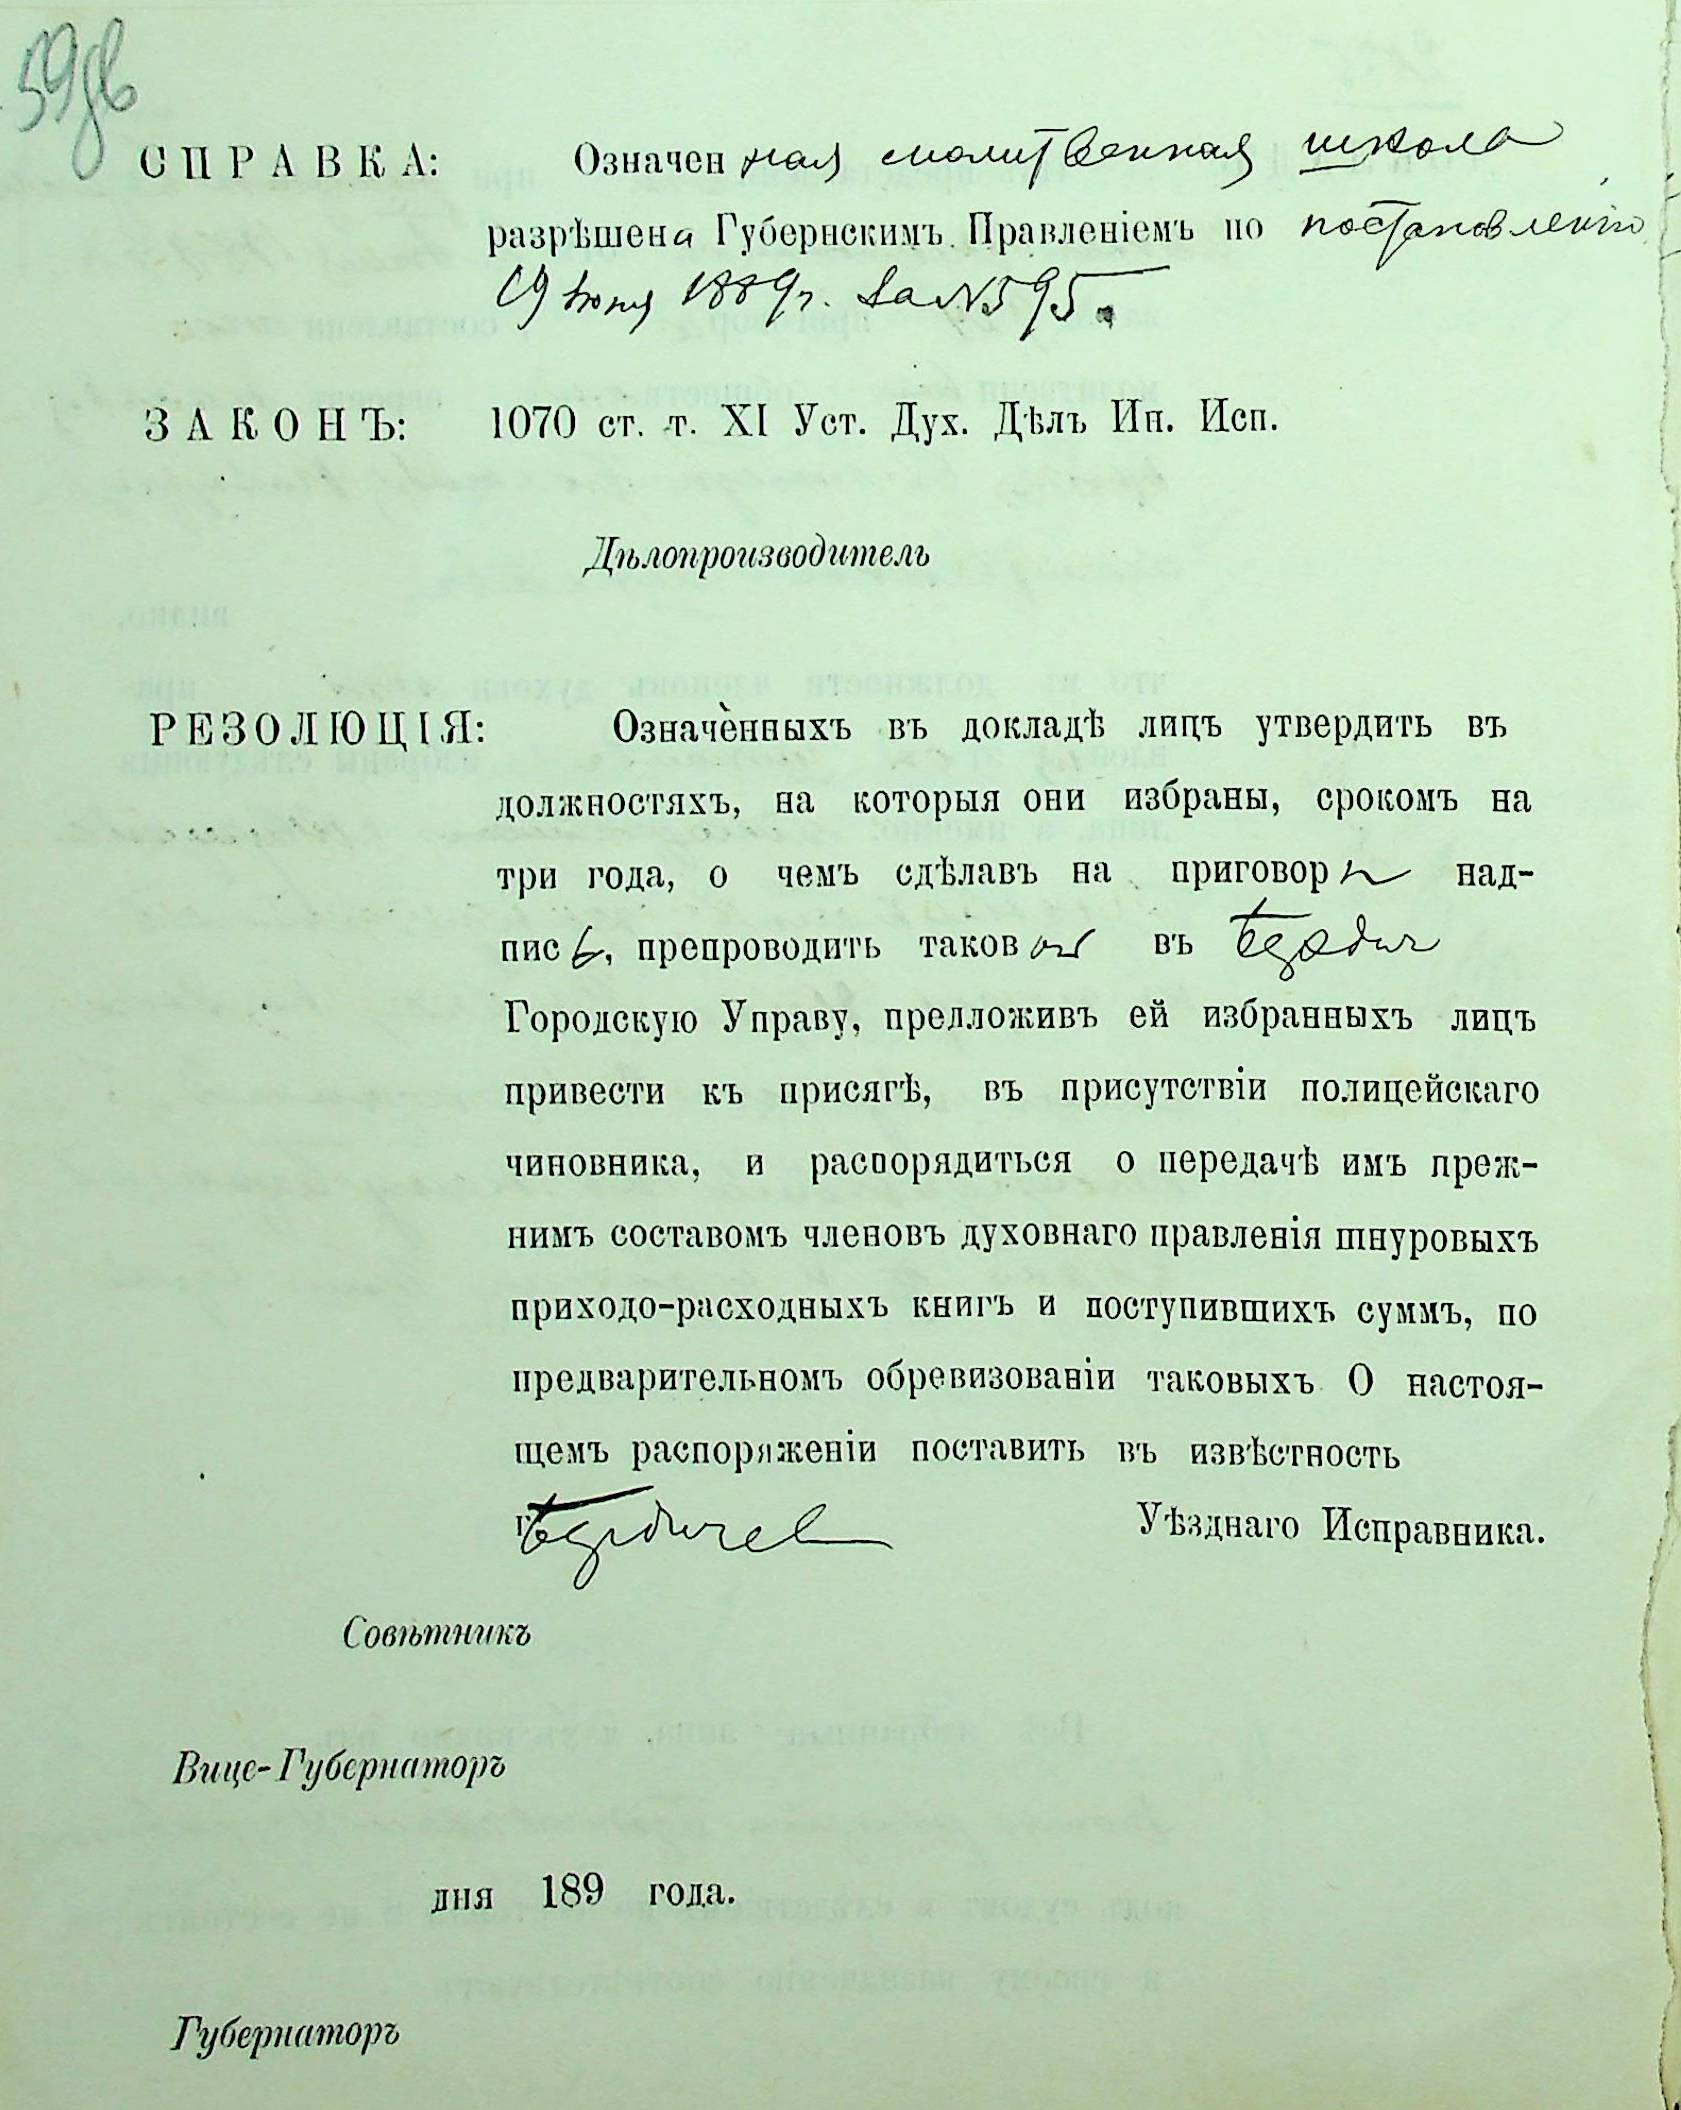 59 об
СПРАВКА: Означенная молитвенная школа
разрѣшена Губернскимъ Правленіемъ по постановленію
19 Іюня 1889 г. за № 595.
ЗАКОНЪ: 1070 ст. т. XI Уст. Дух. Дѣлъ Ин. Исп.
Дѣлопроизводитель
РЕЗОЛЮЦІЯ: Означенныхъ въ докладѣ лицъ утвердить въ
должностяхъ, на которыя они избраны, срокомъ на
три года, о чемъ сдѣлавъ на приговорѣ над-
пись, препроводить таковой въ Бердич
Городскую Управу, предложивъ ей избранныхъ лицъ
привести къ присягѣ, въ присутствіи полицейскаго
чиновника, и распорядиться о передачѣ имъ преж-
нимъ составомъ членовъ духовнаго правленія шнуровыхъ
приходо-расходныхъ книгъ и поступившихъ суммъ, по
предварительномъ обревизованіи таковыхъ О настоя-
щемъ распоряженіи поставить въ извѣстность
г. Бердичев Уѣзднаго Исправника.
Совѣтникъ
Вице-Губернаторъ
дня 189 года.
Губернаторъ